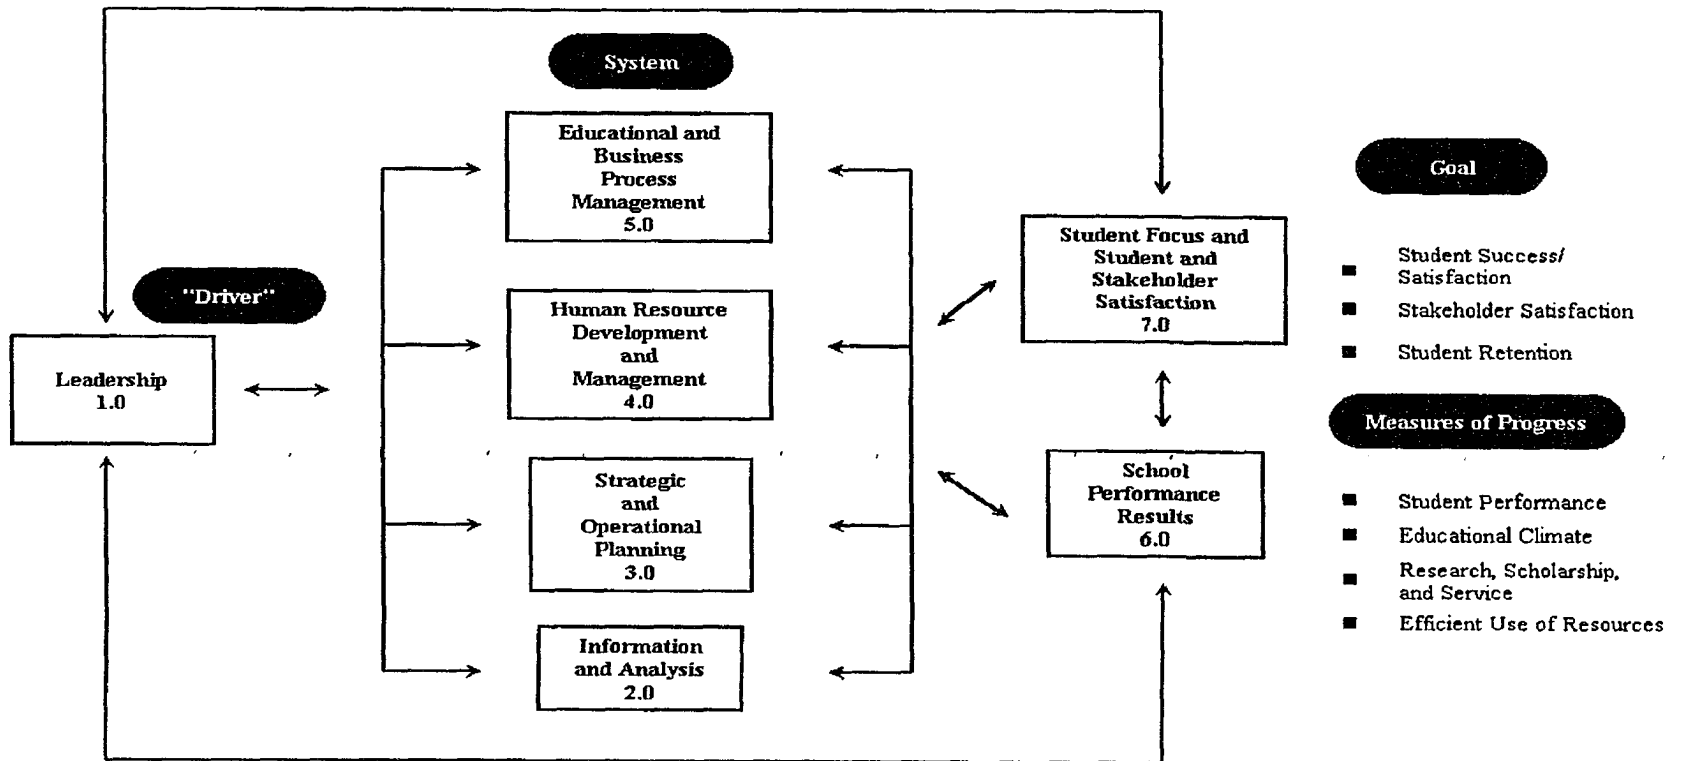 System
Educational and
Business
Process
Management
5.0
"Driver"
Human Resource
Development
and
Management
4.0
Leadership
1.0
Strategic
and
Operational
Planning
3.0
Information
and Analysis
2.0
Student Focus and
Student and
Stakeholder
Satisfaction
7.0
School
Performance
Results
6.0
Goal
Student Success/
Satisfaction
Stakeholder Satisfaction
Student Retention
Measures of Progress
Student Performance
Educational Climate
Research, Scholarship,
and Service
Efficient Use of Resources